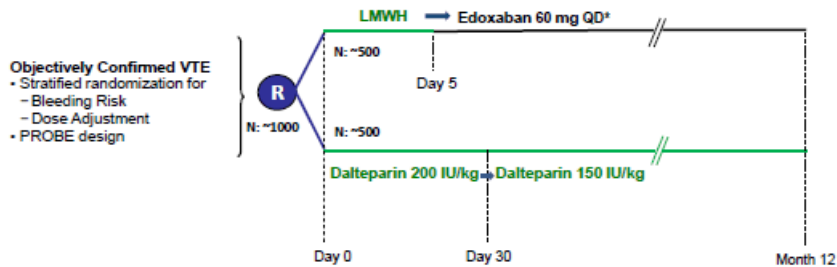 LMWH → Edoxaban 60 mg QD*
N: ~500
Objectively Confirmed VTE
• Stratified randomization for
– Bleeding Risk
– Dose Adjustment
• PROBE design
R
N: ~1000
Day 5
N: ~500
Dalteparin 200 IU/kg → Dalteparin 150 IU/kg
Day 0
Day 30
Month 12